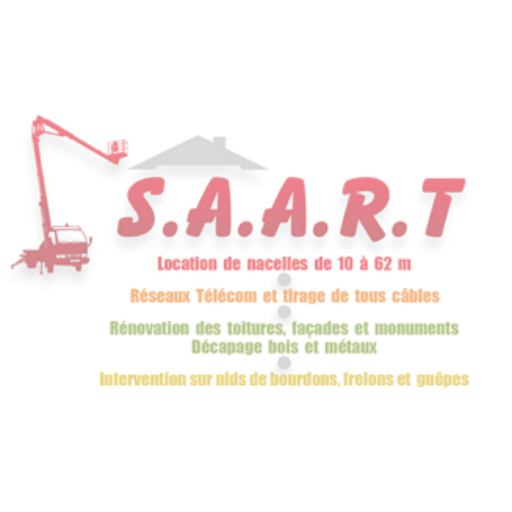 S.A.A.R.T
Location de nacelles de 10 à 62 m
Réseaux Télécom et tirage de tous câbles
Rénovation des toitures, façades et monuments
Décapage bois et métaux
Intervention sur nids de bourdons, frelons et guêpes